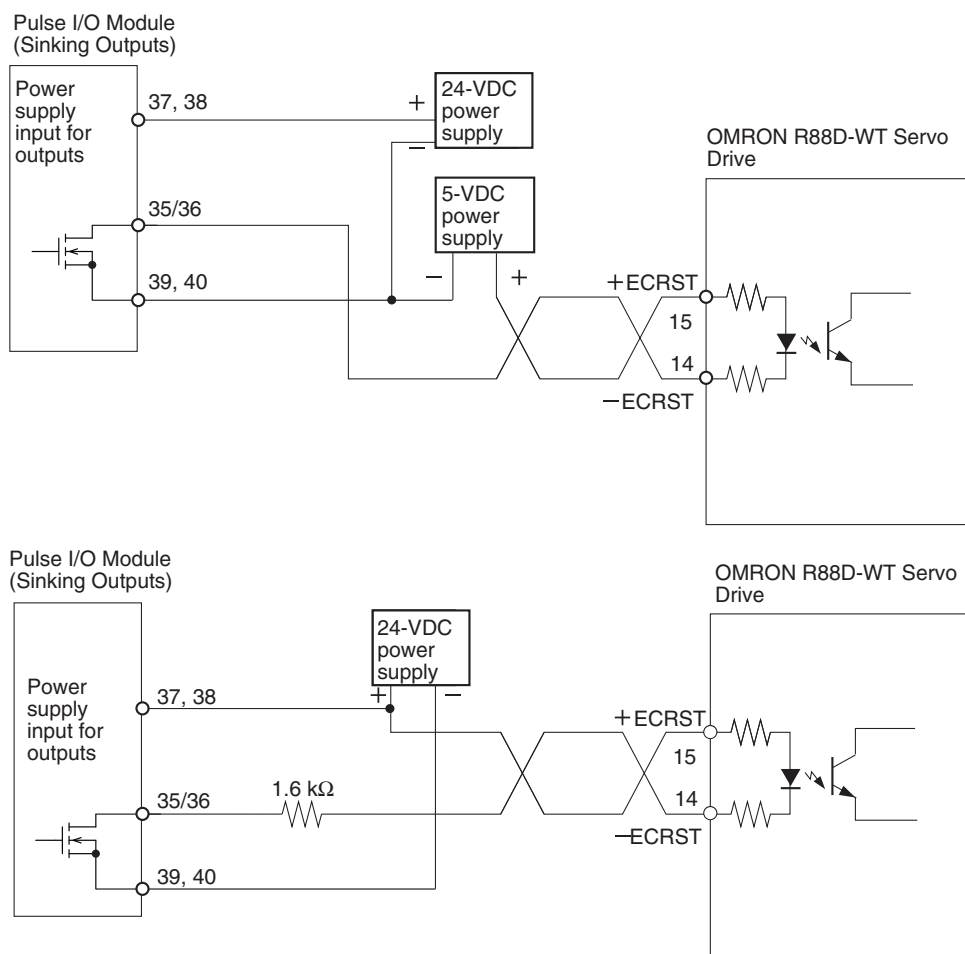 Pulse I/O Module
(Sinking Outputs)
Power
supply
input for
outputs
37, 38
+
24-VDC
power
supply
−
OMRON R88D-WT Servo
Drive
35/36
5-VDC
power
supply
39, 40
−
+
+ECRST
15
14
−ECRST
Pulse I/O Module
(Sinking Outputs)
OMRON R88D-WT Servo
Drive
24-VDC
power
supply
+
−
Power
supply
input for
outputs
37, 38
+ECRST
15
35/36
1.6 kΩ
14
−ECRST
39, 40